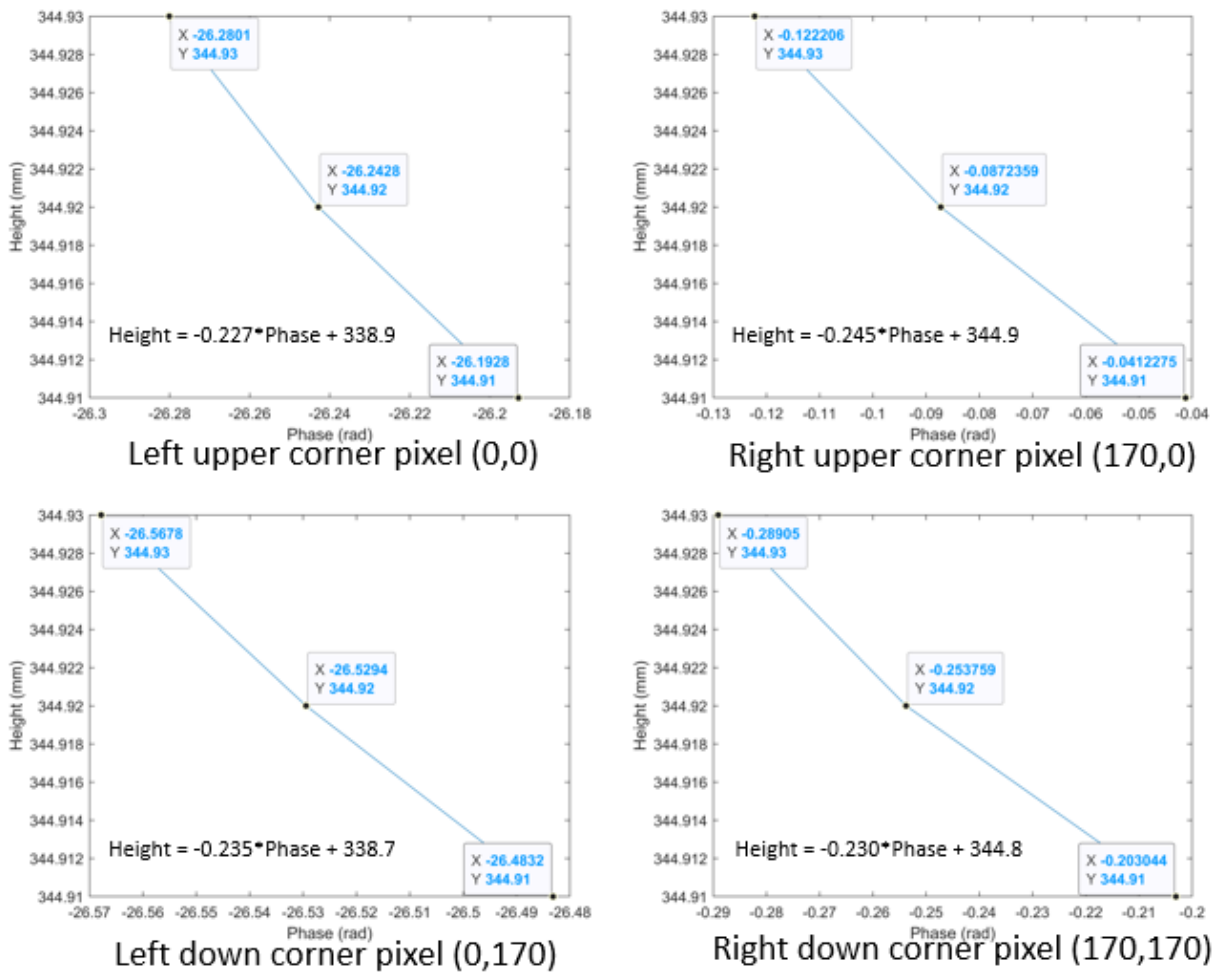 344.93
344.928
344.926
344.924
344.922
344.92
344.918
344.916
344.914
344.912
344.91
Height (mm)
X -26.2801
Y 344.93
X -26.2428
Y 344.92
X -26.1928
Y 344.91
Height = -0.227*Phase + 338.9
-26.3 -26.28 -26.26 -26.24 -26.22 -26.2 -26.18
Phase (rad)
Left upper corner pixel (0,0)
344.93
344.928
344.926
344.924
344.922
344.92
344.918
344.916
344.914
344.912
344.91
Height (mm)
X -0.122206
Y 344.93
X -0.0872359
Y 344.92
X -0.0412275
Y 344.91
Height = -0.245*Phase + 344.9
-0.13 -0.12 -0.11 -0.1 -0.09 -0.08 -0.07 -0.06 -0.05 -0.04
Phase (rad)
Right upper corner pixel (170,0)
344.93
344.928
344.926
344.924
344.922
344.92
344.918
344.916
344.914
344.912
344.91
Height (mm)
X -26.5678
Y 344.93
X -26.5294
Y 344.92
X -26.4832
Y 344.91
Height = -0.235*Phase + 338.7
-26.57 -26.56 -26.55 -26.54 -26.53 -26.52 -26.51 -26.5 -26.49 -26.48
Phase (rad)
Left down corner pixel (0,170)
344.93
344.928
344.926
344.924
344.922
344.92
344.918
344.916
344.914
344.912
344.91
Height (mm)
X -0.28905
Y 344.93
X -0.253759
Y 344.92
X -0.203044
Y 344.91
Height = -0.230*Phase + 344.8
-0.29 -0.28 -0.27 -0.26 -0.25 -0.24 -0.23 -0.22 -0.21 -0.2
Phase (rad)
Right down corner pixel (170,170)